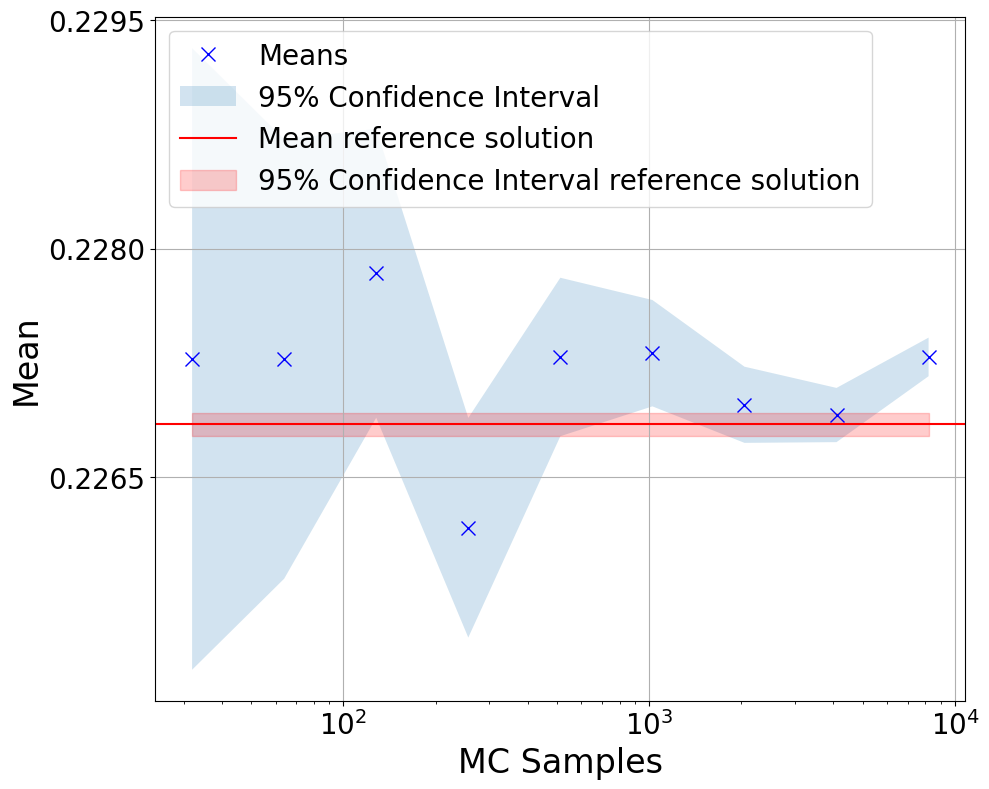 0.2295
0.2280
0.2265
Mean
Means
95% Confidence Interval
Mean reference solution
95% Confidence Interval reference solution
10²
10³
10⁴
MC Samples